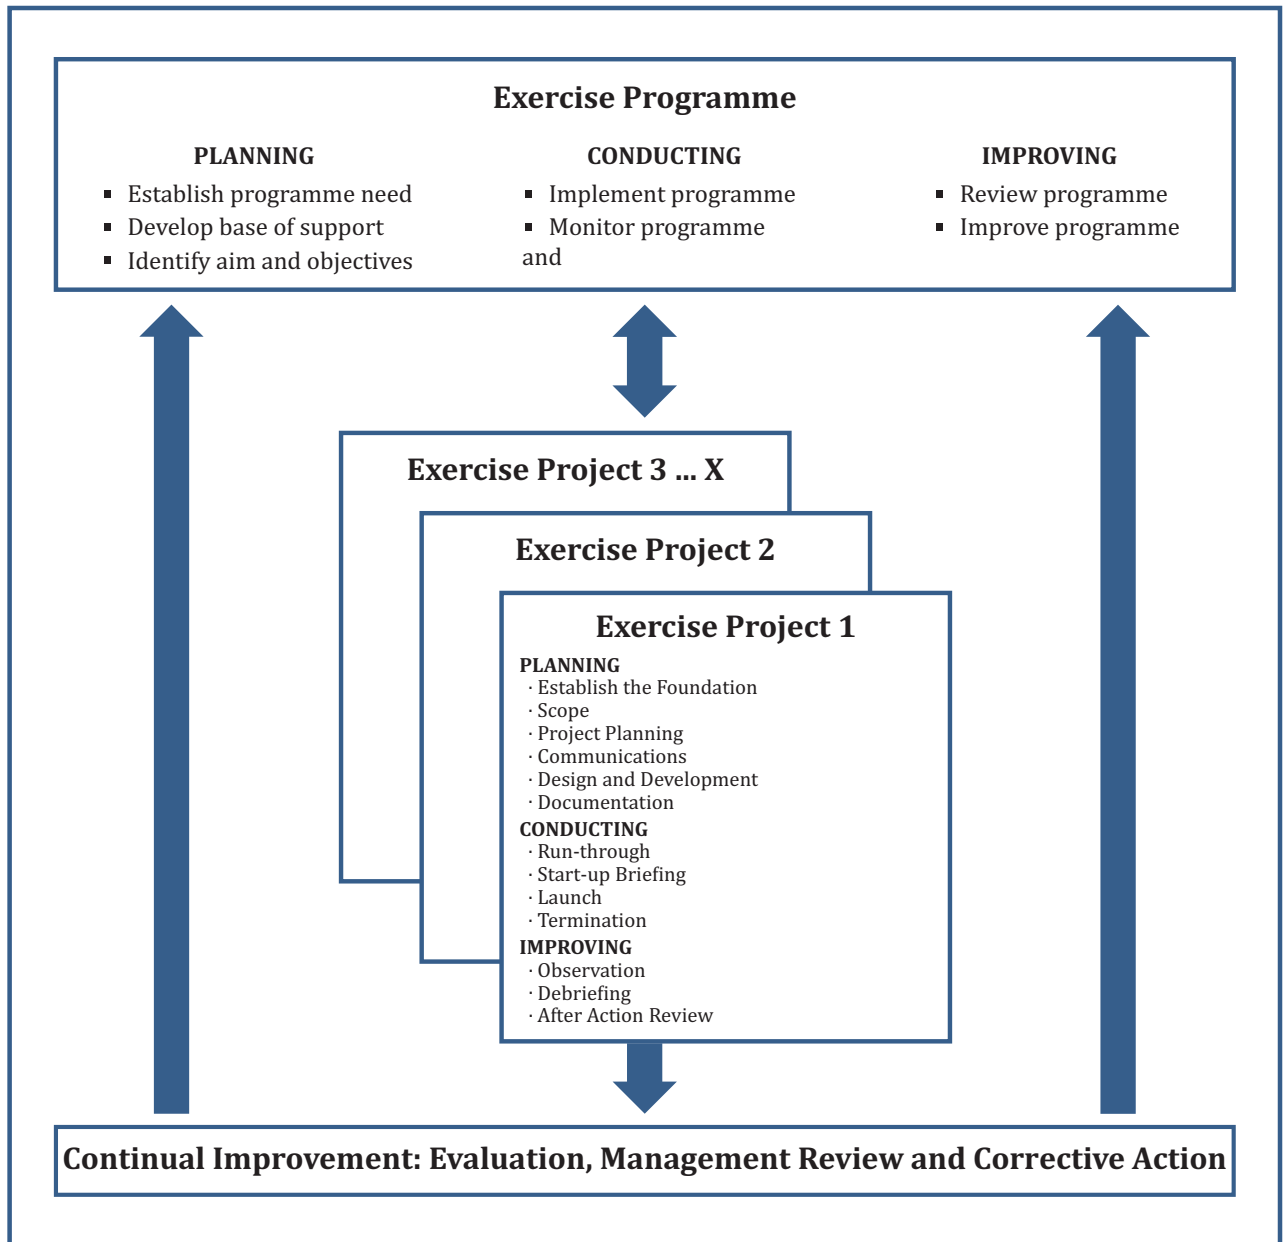 Exercise Programme
PLANNING
▪ Establish programme need
▪ Develop base of support
▪ Identify aim and objectives
CONDUCTING
▪ Implement programme
▪ Monitor programme
and
IMPROVING
▪ Review programme
▪ Improve programme
Exercise Project 3 ... X
Exercise Project 2
Exercise Project 1
PLANNING
· Establish the Foundation
· Scope
· Project Planning
· Communications
· Design and Development
· Documentation
CONDUCTING
· Run-through
· Start-up Briefing
· Launch
· Termination
IMPROVING
· Observation
· Debriefing
· After Action Review
Continual Improvement: Evaluation, Management Review and Corrective Action